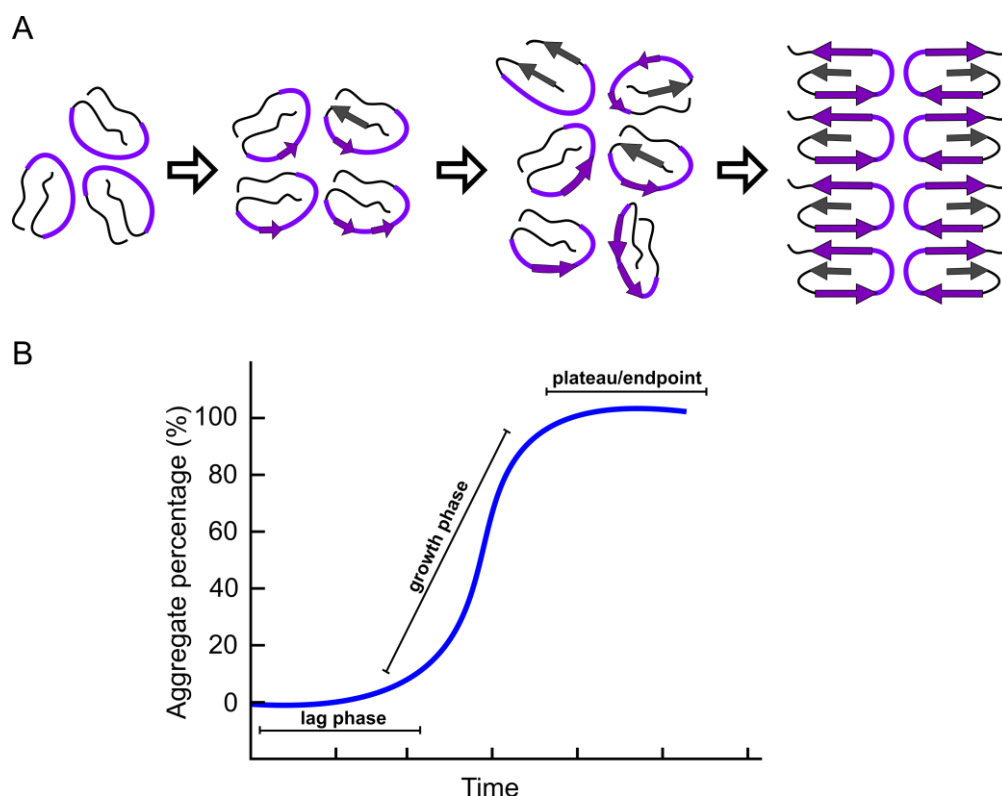 A
B
plateau/endpoint
100
80
60
40
20
0
Aggregate percentage (%)
growth phase
lag phase
Time